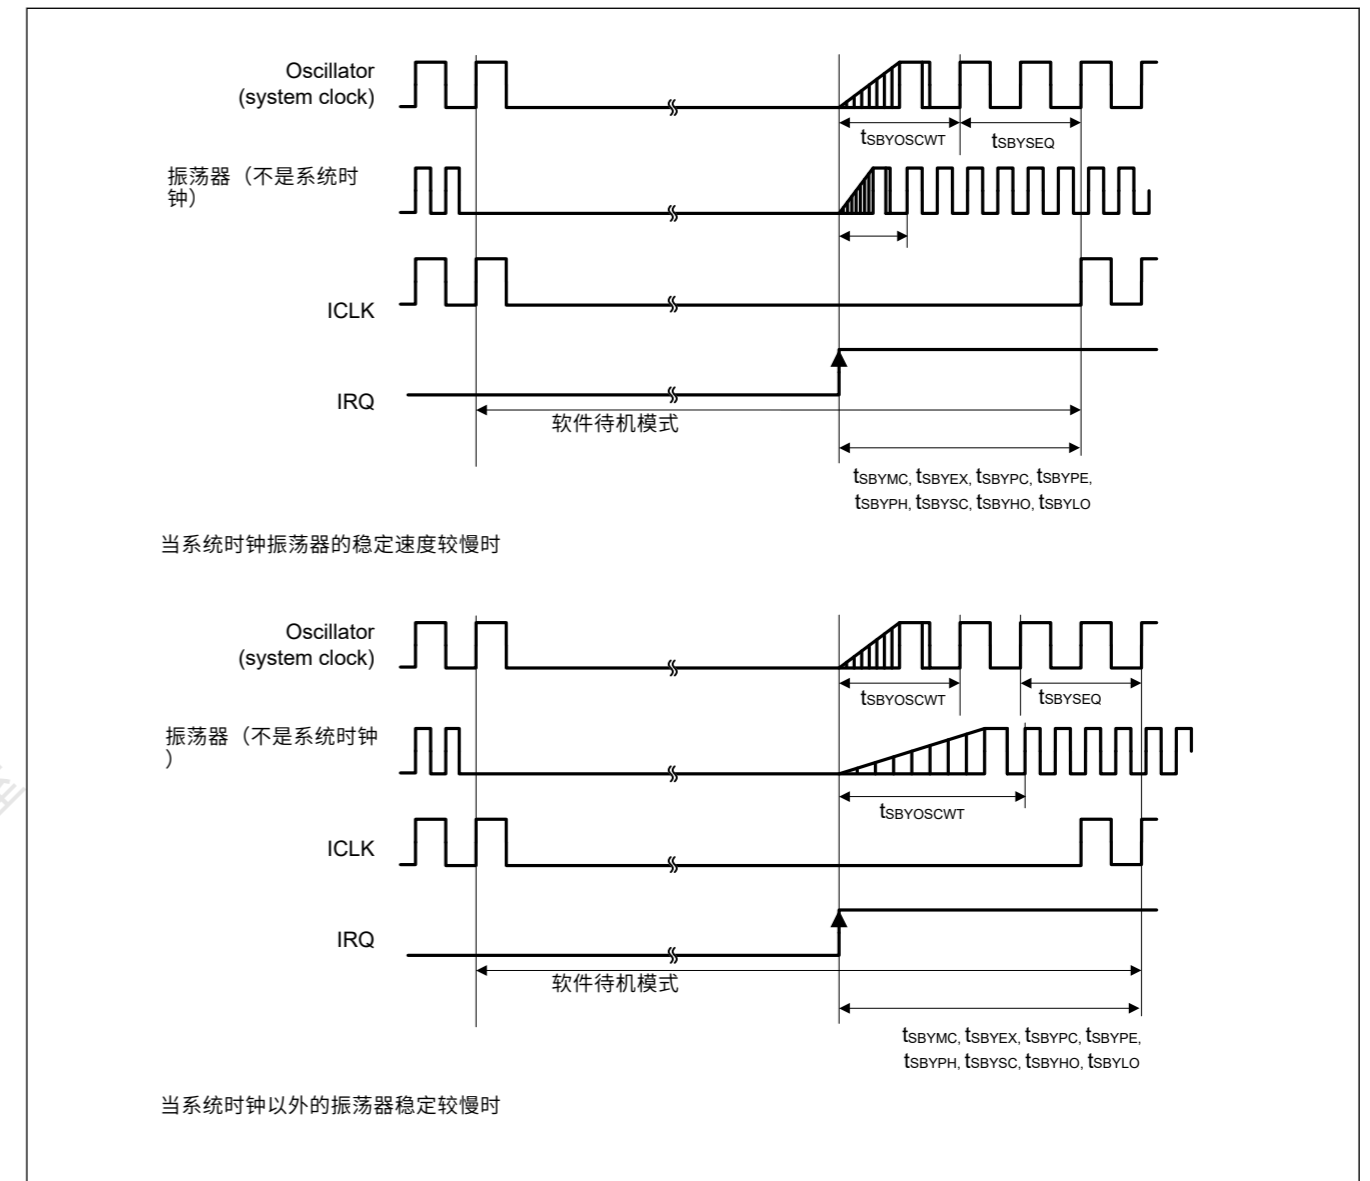 Oscillator
(system clock)
tSBYOSCWT
tSBYSEQ
振荡器（不是系统时
钟）
ICLK
IRQ
软件待机模式
tSBYMC, tSBYEX, tSBYPC, tSBYPE,
tSBYPH, tSBYSC, tSBYHO, tSBYLO
当系统时钟振荡器的稳定速度较慢时
Oscillator
(system clock)
tSBYOSCWT
tSBYSEQ
振荡器（不是系统时钟
）
tSBYOSCWT
ICLK
IRQ
软件待机模式
tSBYMC, tSBYEX, tSBYPC, tSBYPE,
tSBYPH, tSBYSC, tSBYHO, tSBYLO
当系统时钟以外的振荡器稳定较慢时